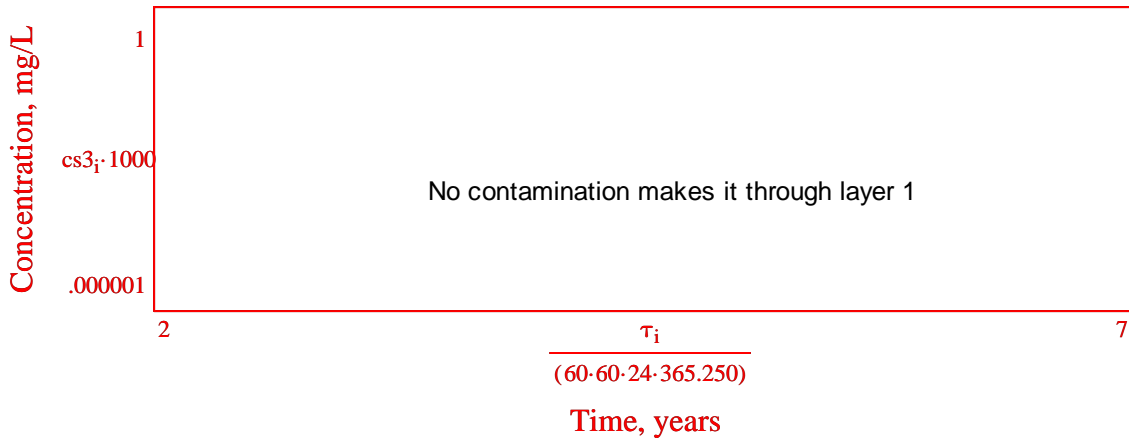 Concentration, mg/L
1
cs3i·1000
.000001
No contamination makes it through layer 1
2
7
τi
(60·60·24·365.250)
Time, years